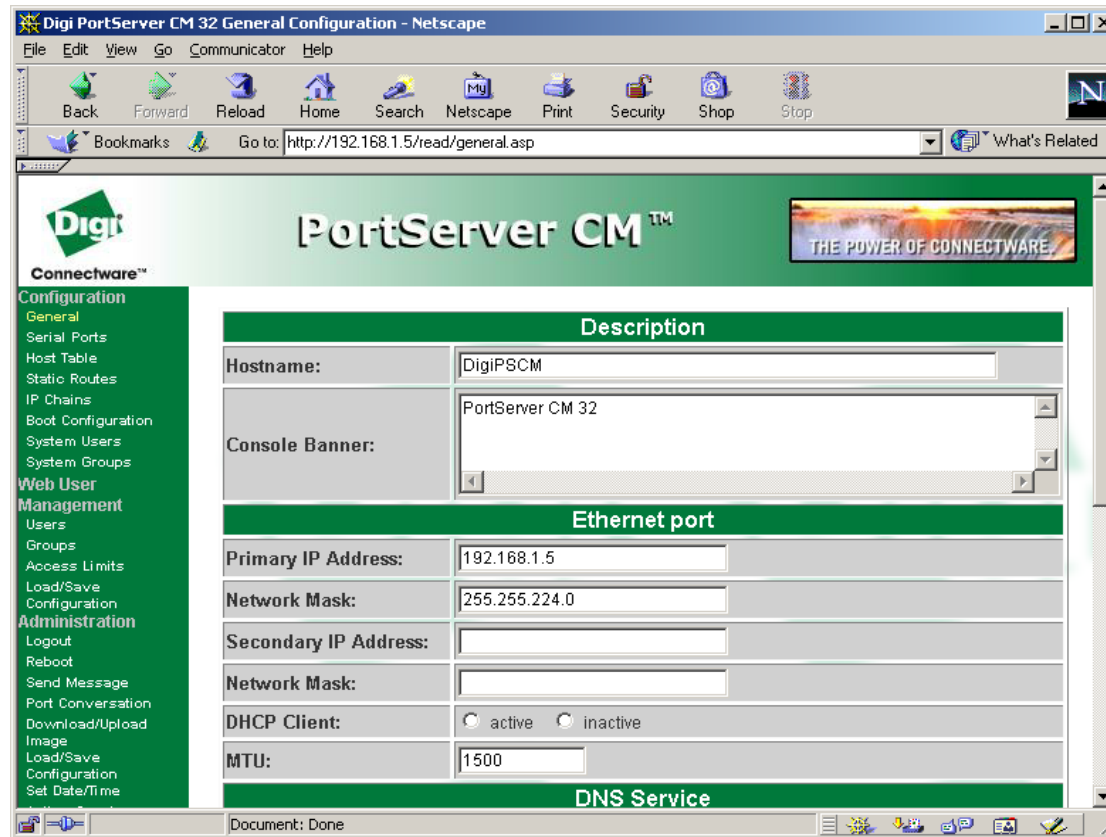 Digi PortServer CM 32 General Configuration - Netscape
File Edit View Go Communicator Help
Back Forward Reload Home Search Netscape Print Security Shop Stop
My
N
Bookmarks Go to: http://192.168.1.5/read/general.asp What's Related
Digi
Connectware™
PortServer CM™
THE POWER OF CONNECTWARE.
Configuration
General
Serial Ports
Host Table
Static Routes
IP Chains
Boot Configuration
System Users
System Groups
Web User
Management
Users
Groups
Access Limits
Load/Save
Configuration
Administration
Logout
Reboot
Send Message
Port Conversation
Download/Upload
Image
Load/Save
Configuration
Set Date/Time
Description
Hostname: DigiPSCM
Console Banner: PortServer CM 32
Ethernet port
Primary IP Address: 192.168.1.5
Network Mask: 255.255.224.0
Secondary IP Address:
Network Mask:
DHCP Client: active inactive
MTU: 1500
DNS Service
Document: Done